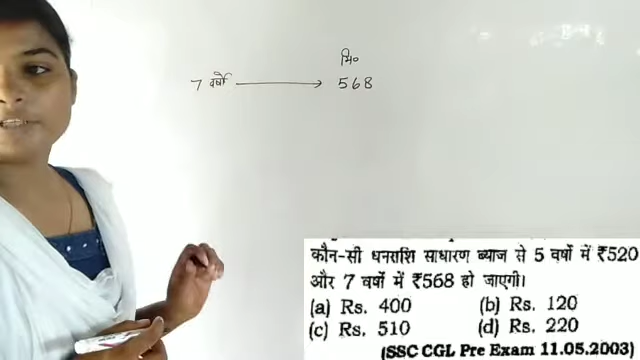 मि०
7 वर्षो → 568
कौन-सी धनराशि साधारण ब्याज से 5 वर्षों में ₹520
और 7 वर्षों में ₹568 हो जाएगी।
(a) Rs. 400 (b) Rs. 120
(c) Rs. 510 (d) Rs. 220
(SSC CGL Pre Exam 11.05.2003)